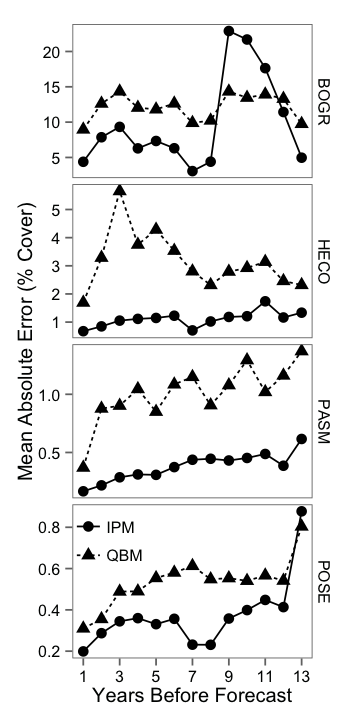 Mean Absolute Error (% Cover)
20
15
10
5
BOGR
5
4
3
2
1
HECO
1.0
0.5
PASM
0.8
0.6
0.4
0.2
IPM
QBM
POSE
1 3 5 7 9 11 13
Years Before Forecast